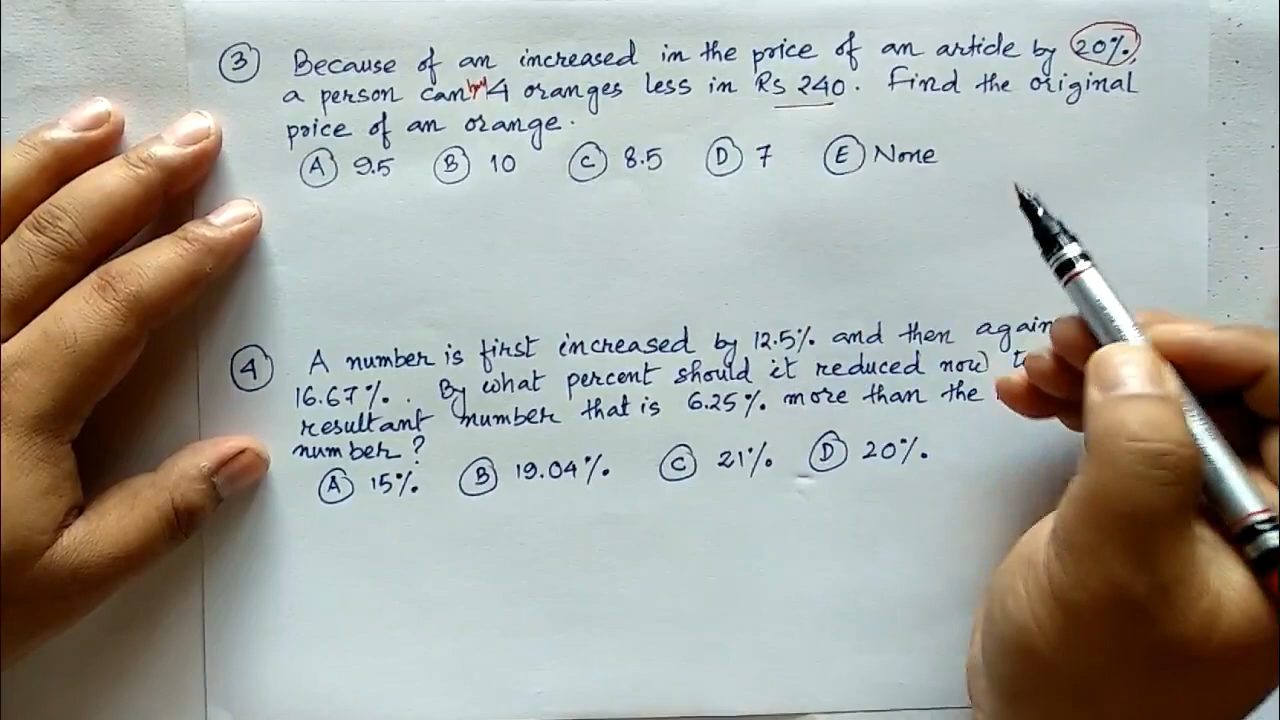 ③ Because of an increased in the price of an article by 20%.
a person can buy 4 oranges less in Rs 240. Find the original
price of an orange.
Ⓐ 9.5 Ⓑ 10 Ⓒ 8.5 Ⓓ 7 Ⓔ None
④ A number is first increased by 12.5% and then again
16.67%. By what percent should it reduced now
resultant number that is 6.25% more than the
number?
Ⓐ 15% Ⓑ 19.04% Ⓒ 21% Ⓓ 20%.